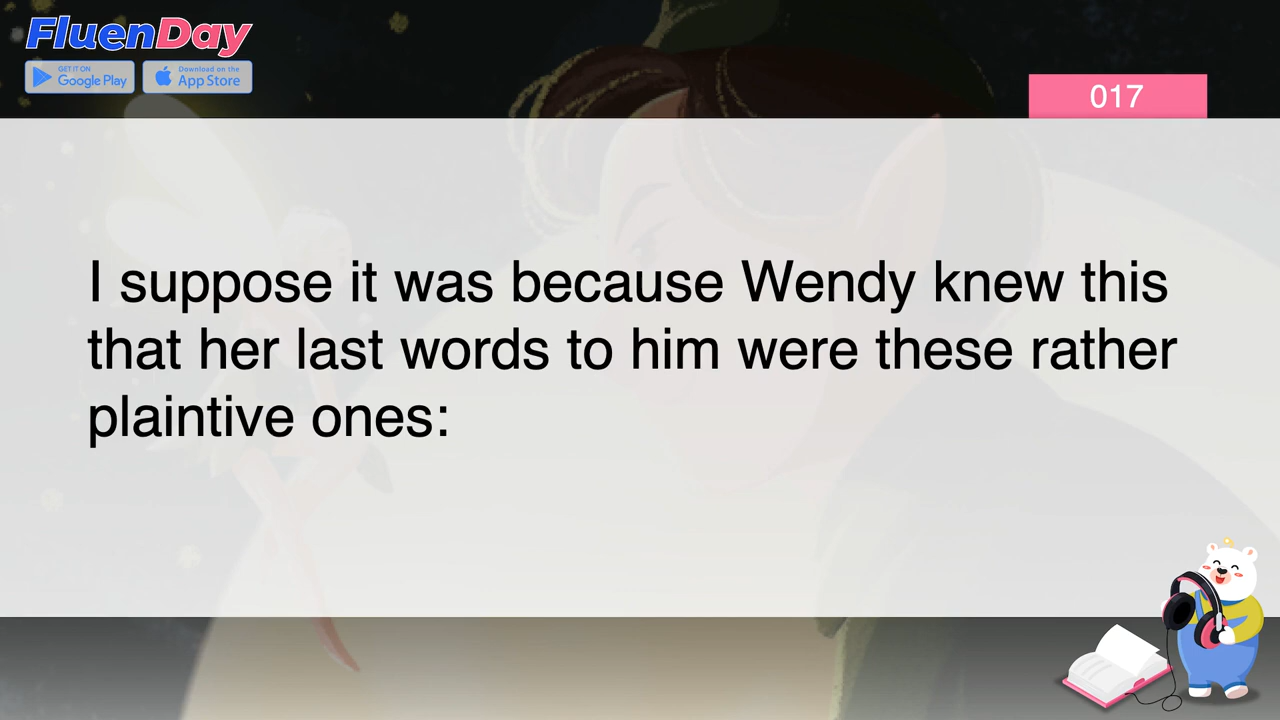 FluenDay
GET IT ON
Google Play
Download on the
App Store
017
I suppose it was because Wendy knew this
that her last words to him were these rather
plaintive ones: